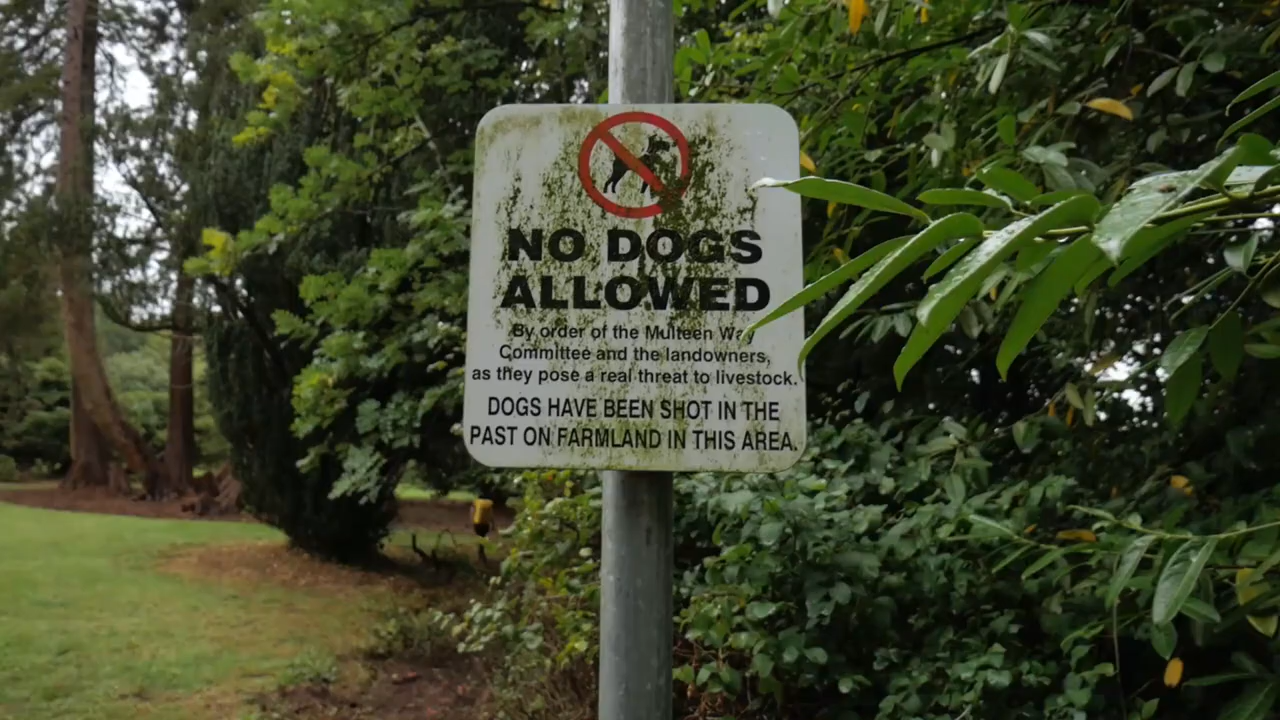 NO DOGS
ALLOWED
By order of the Multeen Way
Committee and the landowners,
as they pose a real threat to livestock.
DOGS HAVE BEEN SHOT IN THE
PAST ON FARMLAND IN THIS AREA.